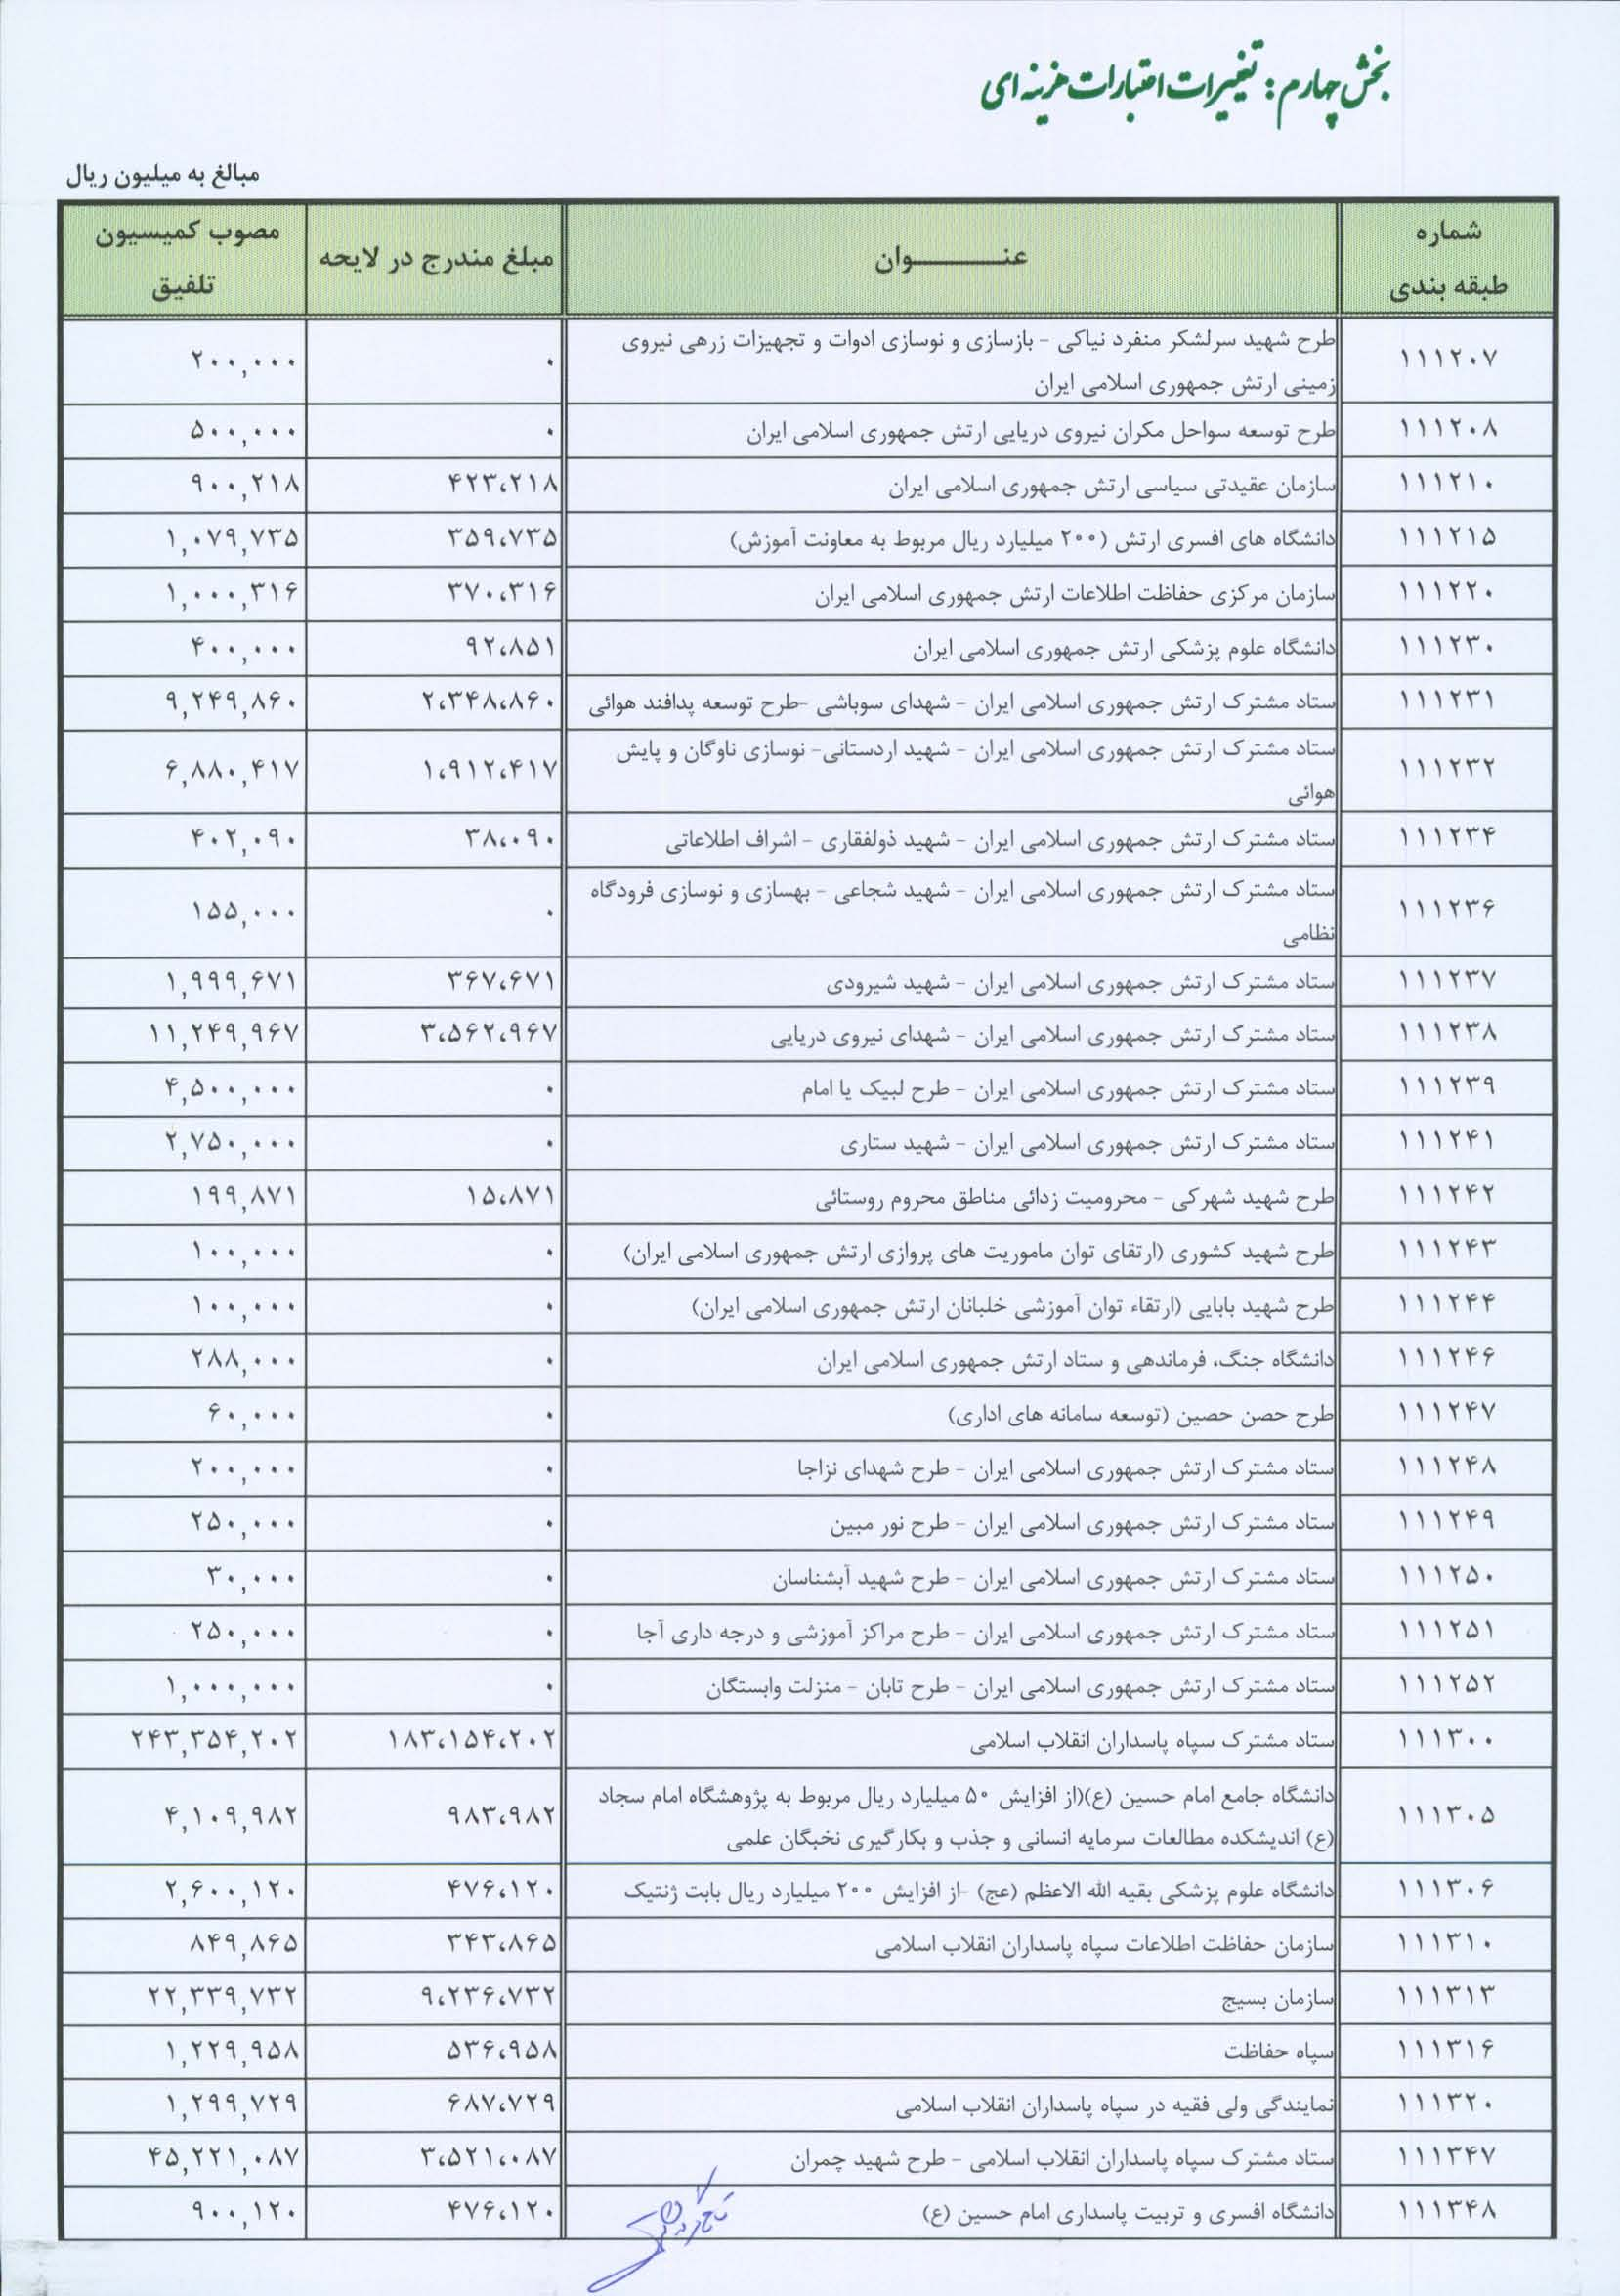 بخش چهارم: تغییرات اعتبارات هزینه ای
مبالغ به میلیون ریال
شماره طبقه بندی | عنـــــوان | مبلغ مندرج در لایحه | مصوب کمیسیون تلفیق
۱۱۱۲۰۷ | طرح شهید سرلشکر منفرد نیاکی - بازسازی و نوسازی ادوات و تجهیزات زرهی نیروی | ۰ | ۲۰۰,۰۰۰
زمینی ارتش جمهوری اسلامی ایران
۱۱۱۲۰۸ | طرح توسعه سواحل مکران نیروی دریایی ارتش جمهوری اسلامی ایران | ۰ | ۵۰۰,۰۰۰
۱۱۱۲۱۰ | سازمان عقیدتی سیاسی ارتش جمهوری اسلامی ایران | ۴۲۳،۲۱۸ | ۹۰۰,۲۱۸
۱۱۱۲۱۵ | دانشگاه های افسری ارتش (۲۰۰ میلیارد ریال مربوط به معاونت آموزش) | ۳۵۹،۷۳۵ | ۱,۰۷۹,۷۳۵
۱۱۱۲۲۰ | سازمان مرکزی حفاظت اطلاعات ارتش جمهوری اسلامی ایران | ۳۷۰،۳۱۶ | ۱,۰۰۰,۳۱۶
۱۱۱۲۳۰ | دانشگاه علوم پزشکی ارتش جمهوری اسلامی ایران | ۹۲،۸۵۱ | ۴۰۰,۰۰۰
۱۱۱۲۳۱ | ستاد مشترک ارتش جمهوری اسلامی ایران - شهدای سوباشی -طرح توسعه پدافند هوائی | ۲،۳۴۸،۸۶۰ | ۹,۲۴۹,۸۶۰
۱۱۱۲۳۲ | ستاد مشترک ارتش جمهوری اسلامی ایران - شهید اردستانی- نوسازی ناوگان و پایش | ۱،۹۱۲،۴۱۷ | ۶,۸۸۰,۴۱۷
هوائی
۱۱۱۲۳۴ | ستاد مشترک ارتش جمهوری اسلامی ایران - شهید ذولفقاری - اشراف اطلاعاتی | ۳۸،۰۹۰ | ۴۰۲,۰۹۰
۱۱۱۲۳۶ | ستاد مشترک ارتش جمهوری اسلامی ایران - شهید شجاعی - بهسازی و نوسازی فرودگاه | ۰ | ۱۵۵,۰۰۰
نظامی
۱۱۱۲۳۷ | ستاد مشترک ارتش جمهوری اسلامی ایران - شهید شیرودی | ۳۶۷،۶۷۱ | ۱,۹۹۹,۶۷۱
۱۱۱۲۳۸ | ستاد مشترک ارتش جمهوری اسلامی ایران - شهدای نیروی دریایی | ۳،۵۶۲،۹۶۷ | ۱۱,۲۴۹,۹۶۷
۱۱۱۲۳۹ | ستاد مشترک ارتش جمهوری اسلامی ایران - طرح لبیک یا امام | ۰ | ۴,۵۰۰,۰۰۰
۱۱۱۲۴۱ | ستاد مشترک ارتش جمهوری اسلامی ایران - شهید ستاری | ۰ | ۲,۷۵۰,۰۰۰
۱۱۱۲۴۲ | طرح شهید شهرکی - محرومیت زدائی مناطق محروم روستائی | ۱۵،۸۷۱ | ۱۹۹,۸۷۱
۱۱۱۲۴۳ | طرح شهید کشوری (ارتقای توان ماموریت های پروازی ارتش جمهوری اسلامی ایران) | ۰ | ۱۰۰,۰۰۰
۱۱۱۲۴۴ | طرح شهید بابایی (ارتقاء توان آموزشی خلبانان ارتش جمهوری اسلامی ایران) | ۰ | ۱۰۰,۰۰۰
۱۱۱۲۴۶ | دانشگاه جنگ، فرماندهی و ستاد ارتش جمهوری اسلامی ایران | ۰ | ۲۸۸,۰۰۰
۱۱۱۲۴۷ | طرح حصن حصین (توسعه سامانه های اداری) | ۰ | ۶۰,۰۰۰
۱۱۱۲۴۸ | ستاد مشترک ارتش جمهوری اسلامی ایران - طرح شهدای نزاجا | ۰ | ۲۰۰,۰۰۰
۱۱۱۲۴۹ | ستاد مشترک ارتش جمهوری اسلامی ایران - طرح نور مبین | ۰ | ۲۵۰,۰۰۰
۱۱۱۲۵۰ | ستاد مشترک ارتش جمهوری اسلامی ایران - طرح شهید آبشناسان | ۰ | ۳۰,۰۰۰
۱۱۱۲۵۱ | ستاد مشترک ارتش جمهوری اسلامی ایران - طرح مراکز آموزشی و درجه داری آجا | ۰ | ۲۵۰,۰۰۰
۱۱۱۲۵۲ | ستاد مشترک ارتش جمهوری اسلامی ایران - طرح تابان - منزلت وابستگان | ۰ | ۱,۰۰۰,۰۰۰
۱۱۱۳۰۰ | ستاد مشترک سپاه پاسداران انقلاب اسلامی | ۱۸۳،۱۵۴،۲۰۲ | ۲۴۳,۳۵۴,۲۰۲
۱۱۱۳۰۵ | دانشگاه جامع امام حسین (ع)(از افزایش ۵۰ میلیارد ریال مربوط به پژوهشگاه امام سجاد | ۹۸۳،۹۸۲ | ۴,۱۰۹,۹۸۲
(ع) اندیشکده مطالعات سرمایه انسانی و جذب و بکارگیری نخبگان علمی
۱۱۱۳۰۶ | دانشگاه علوم پزشکی بقیه الله الاعظم (عج) -از افزایش ۲۰۰ میلیارد ریال بابت ژنتیک | ۴۷۶،۱۲۰ | ۲,۶۰۰,۱۲۰
۱۱۱۳۱۰ | سازمان حفاظت اطلاعات سپاه پاسداران انقلاب اسلامی | ۳۴۳،۸۶۵ | ۸۴۹,۸۶۵
۱۱۱۳۱۳ | سازمان بسیج | ۹،۲۳۶،۷۳۲ | ۲۲,۳۳۹,۷۳۲
۱۱۱۳۱۶ | سپاه حفاظت | ۵۳۶،۹۵۸ | ۱,۲۲۹,۹۵۸
۱۱۱۳۲۰ | نمایندگی ولی فقیه در سپاه پاسداران انقلاب اسلامی | ۶۸۷،۷۲۹ | ۱,۲۹۹,۷۲۹
۱۱۱۳۴۷ | ستاد مشترک سپاه پاسداران انقلاب اسلامی - طرح شهید چمران | ۳،۵۲۱،۰۸۷ | ۴۵,۲۲۱,۰۸۷
۱۱۱۳۴۸ | دانشگاه افسری و تربیت پاسداری امام حسین (ع) | ۴۷۶،۱۲۰ | ۹۰۰,۱۲۰